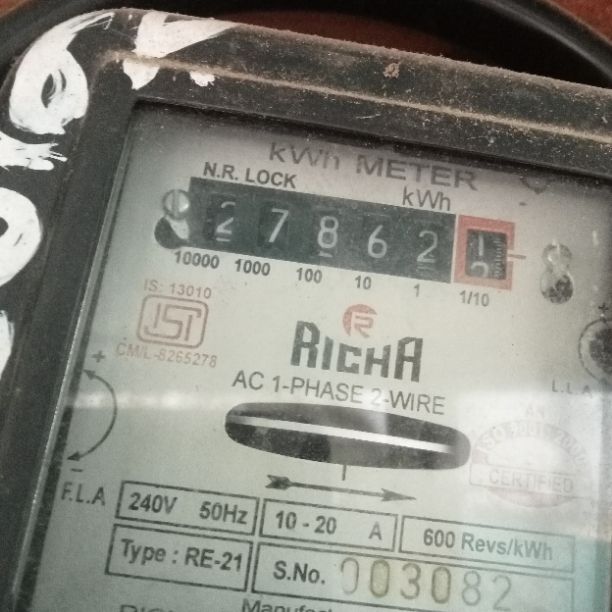 kWh METER
N.R. LOCK kWh
2 7 8 6 2
10000 1000 100 10 1 1/10
IS: 13010
ISI
CM/L-8265278
R
RICHA
AC 1-PHASE 2-WIRE
L.L.A
+
-
F.L.A
CERTIFIED
240V 50Hz 10 - 20 A 600 Revs/kWh
Type : RE-21 S.No. 003082